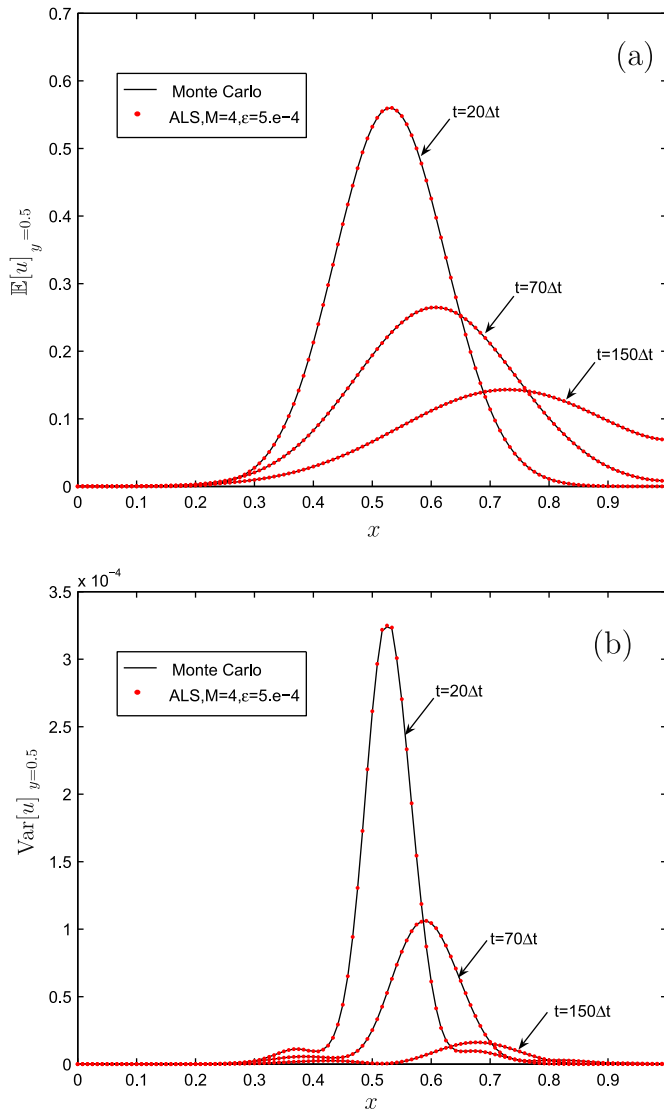 0.7
(a)
Monte Carlo
ALS,M=4,ε=5.e−4
t=20Δt
0.6
0.5
0.4
𝔼[u] y=0.5
0.3
t=70Δt
0.2
t=150Δt
0.1
0
0 0.1 0.2 0.3 0.4 0.5 0.6 0.7 0.8 0.9
x
x 10⁻⁴
3.5
(b)
Monte Carlo
ALS,M=4,ε=5.e−4
3
t=20Δt
2.5
2
Var[u] y=0.5
1.5
1
t=70Δt
0.5
t=150Δt
0
0 0.1 0.2 0.3 0.4 0.5 0.6 0.7 0.8 0.9
x